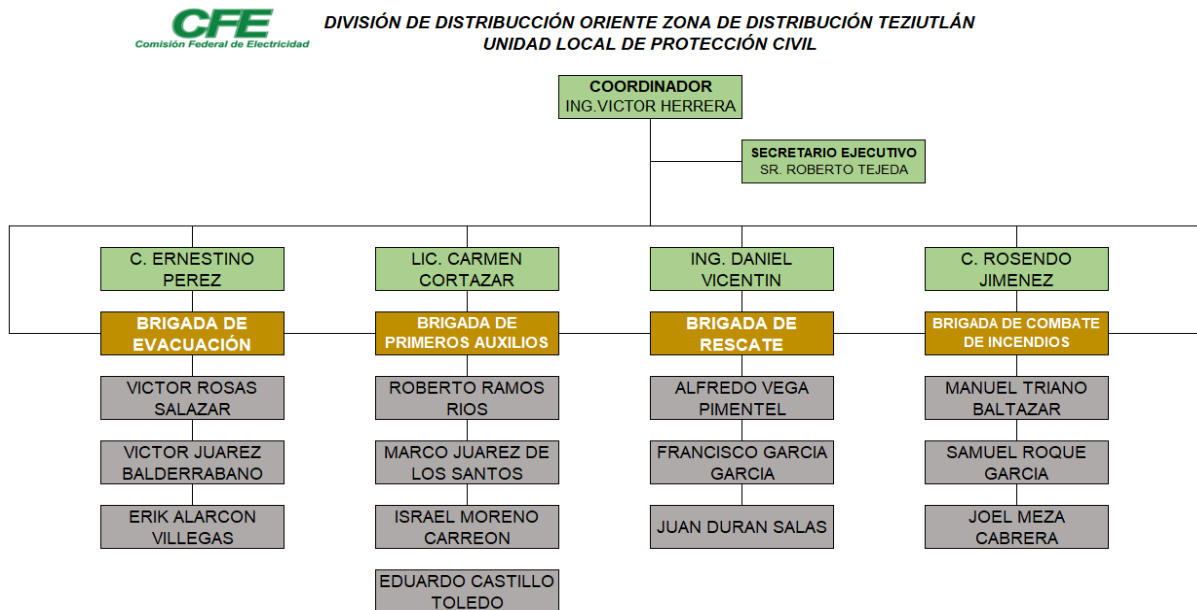 CFE
Comisión Federal de Electricidad
DIVISIÓN DE DISTRIBUCCIÓN ORIENTE ZONA DE DISTRIBUCIÓN TEZIUTLÁN
UNIDAD LOCAL DE PROTECCIÓN CIVIL
COORDINADOR
ING.VICTOR HERRERA
SECRETARIO EJECUTIVO
SR. ROBERTO TEJEDA
C. ERNESTINO
PEREZ
BRIGADA DE
EVACUACIÓN
VICTOR ROSAS
SALAZAR
VICTOR JUAREZ
BALDERRABANO
ERIK ALARCON
VILLEGAS
LIC. CARMEN
CORTAZAR
BRIGADA DE
PRIMEROS AUXILIOS
ROBERTO RAMOS
RIOS
MARCO JUAREZ DE
LOS SANTOS
ISRAEL MORENO
CARREON
EDUARDO CASTILLO
TOLEDO
ING. DANIEL
VICENTIN
BRIGADA DE
RESCATE
ALFREDO VEGA
PIMENTEL
FRANCISCO GARCIA
GARCIA
JUAN DURAN SALAS
C. ROSENDO
JIMENEZ
BRIGADA DE COMBATE
DE INCENDIOS
MANUEL TRIANO
BALTAZAR
SAMUEL ROQUE
GARCIA
JOEL MEZA
CABRERA